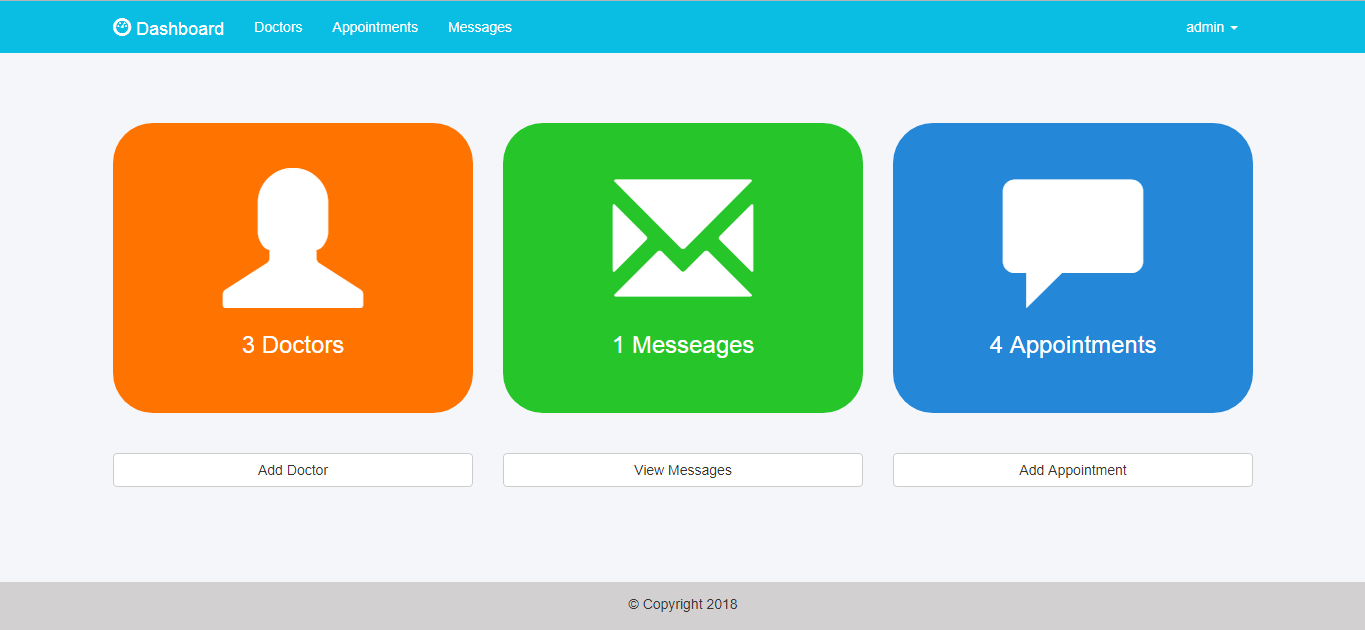 Dashboard Doctors Appointments Messages admin
3 Doctors
1 Messeages
4 Appointments
Add Doctor
View Messages
Add Appointment
© Copyright 2018